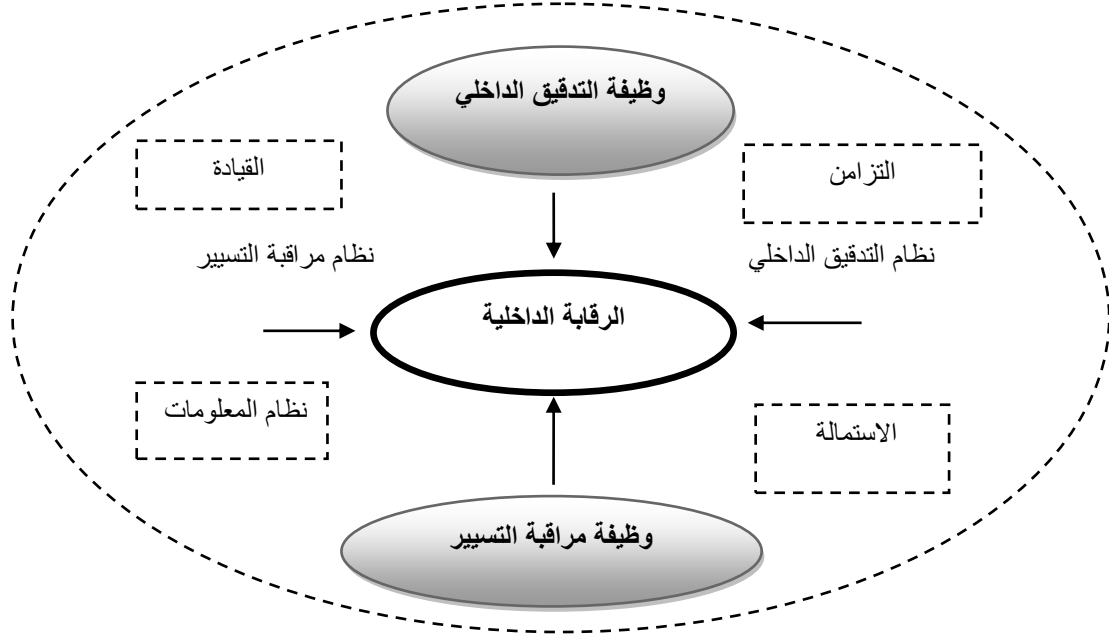 وظيفة التدقيق الداخلي
التزامن
القيادة
نظام التدقيق الداخلي
نظام مراقبة التسيير
الرقابة الداخلية
الاستمالة
نظام المعلومات
وظيفة مراقبة التسيير